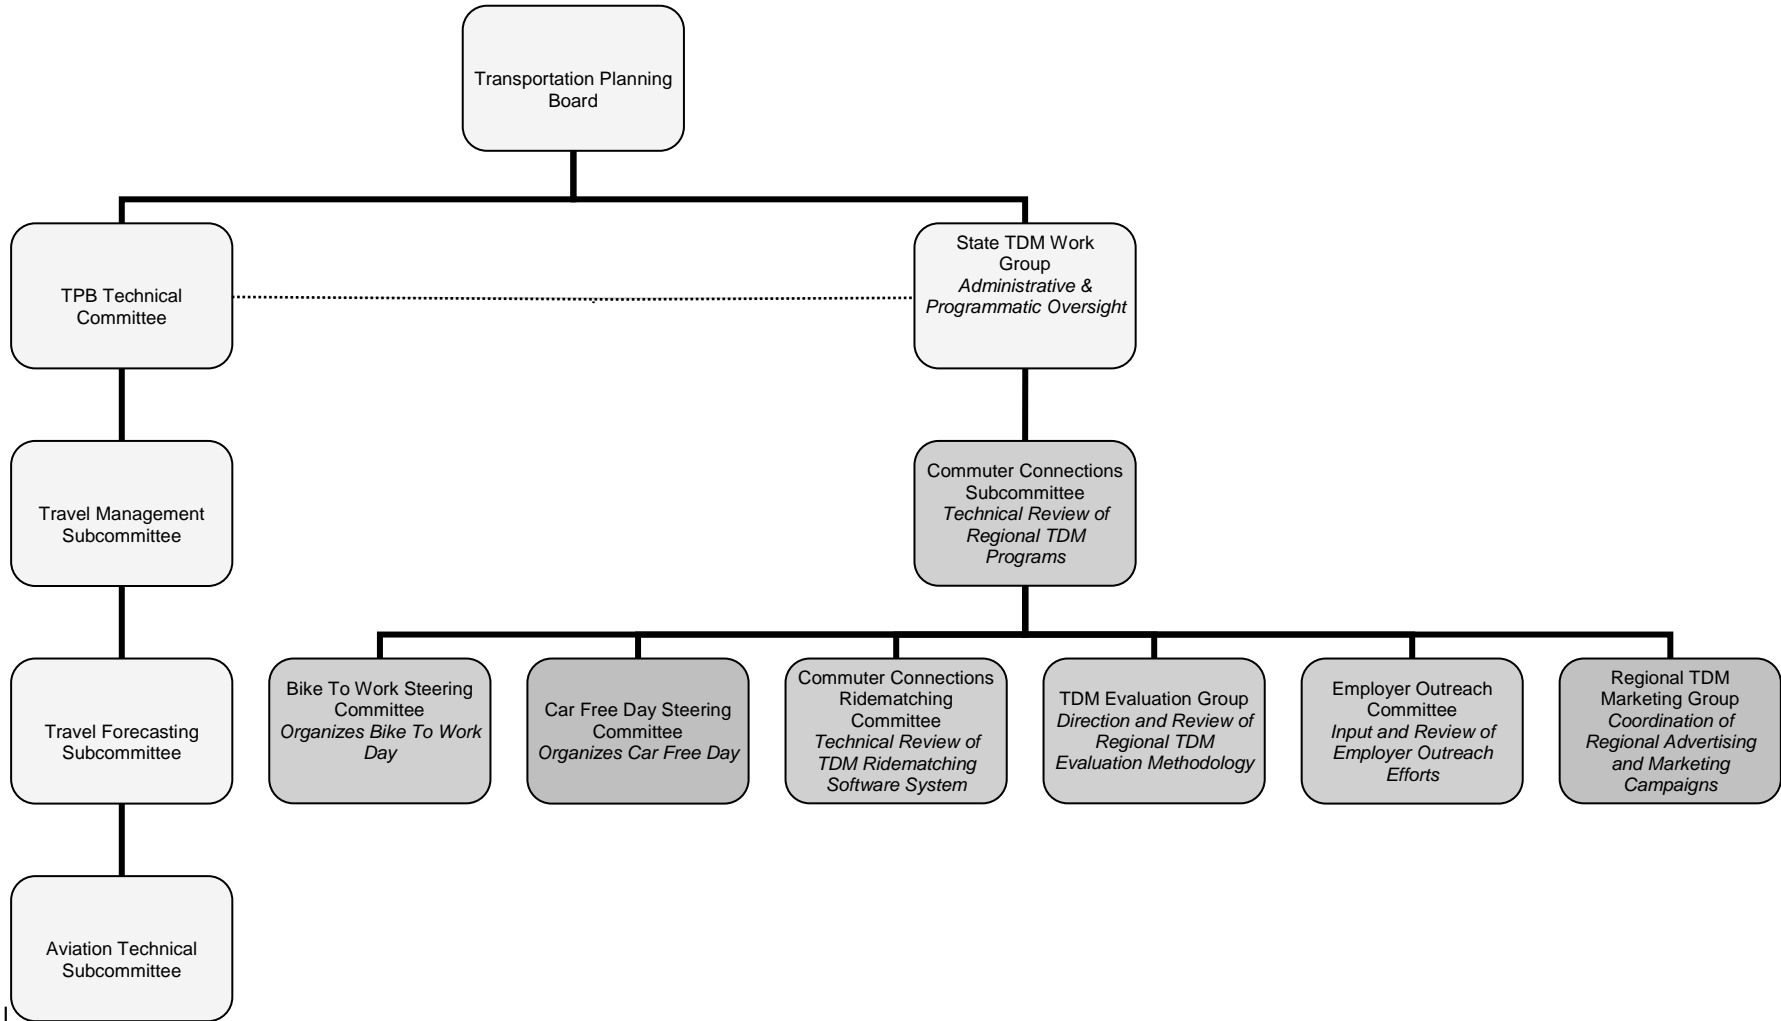 Transportation Planning
Board
TPB Technical
Committee
State TDM Work
Group
Administrative &
Programmatic Oversight
Travel Management
Subcommittee
Commuter Connections
Subcommittee
Technical Review of
Regional TDM
Programs
Travel Forecasting
Subcommittee
Bike To Work Steering
Committee
Organizes Bike To Work
Day
Car Free Day Steering
Committee
Organizes Car Free Day
Commuter Connections
Ridematching
Committee
Technical Review of
TDM Ridematching
Software System
TDM Evaluation Group
Direction and Review of
Regional TDM
Evaluation Methodology
Employer Outreach
Committee
Input and Review of
Employer Outreach
Efforts
Regional TDM
Marketing Group
Coordination of
Regional Advertising
and Marketing
Campaigns
Aviation Technical
Subcommittee